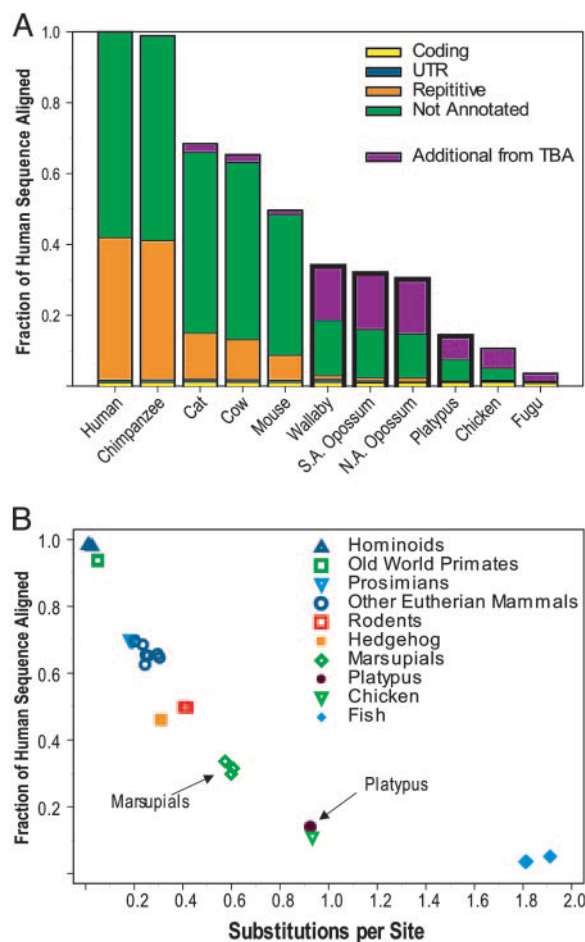 A
Fraction of Human Sequence Aligned
1.0
0.8
0.6
0.4
0.2
Coding
UTR
Repititive
Not Annotated
Additional from TBA
Human
Chimpanzee
Cat
Cow
Mouse
Wallaby
S.A. Opossum
N.A. Opossum
Platypus
Chicken
Fugu
B
Fraction of Human Sequence Aligned
1.0
0.8
0.6
0.4
0.2
Hominoids
Old World Primates
Prosimians
Other Eutherian Mammals
Rodents
Hedgehog
Marsupials
Platypus
Chicken
Fish
Marsupials
Platypus
0.2 0.4 0.6 0.8 1.0 1.2 1.4 1.6 1.8 2.0
Substitutions per Site